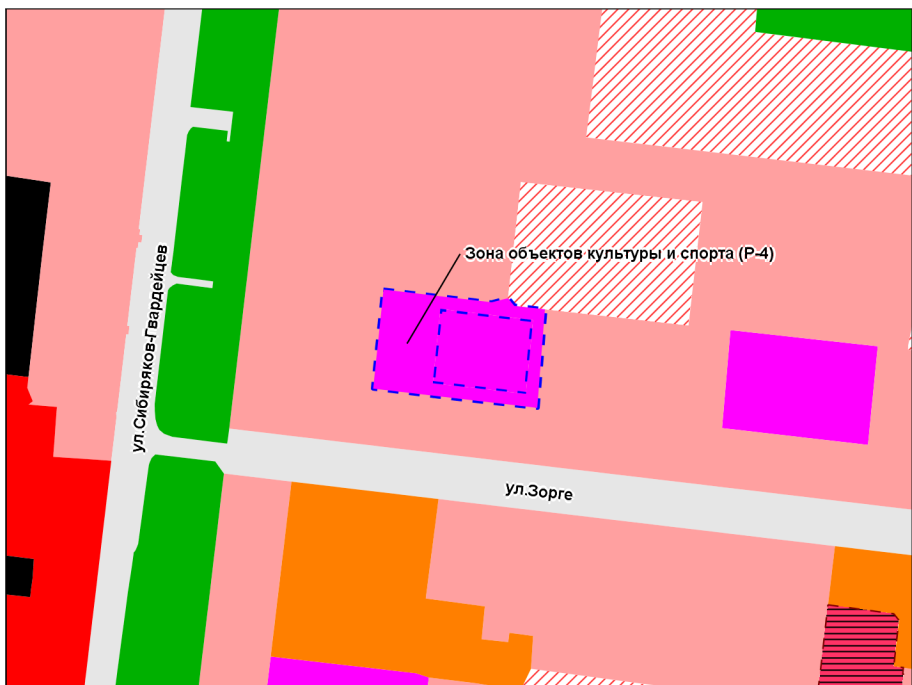 Зона объектов культуры и спорта (Р-4)
ул.Сибиряков-Гвардейцев
ул.Зорге